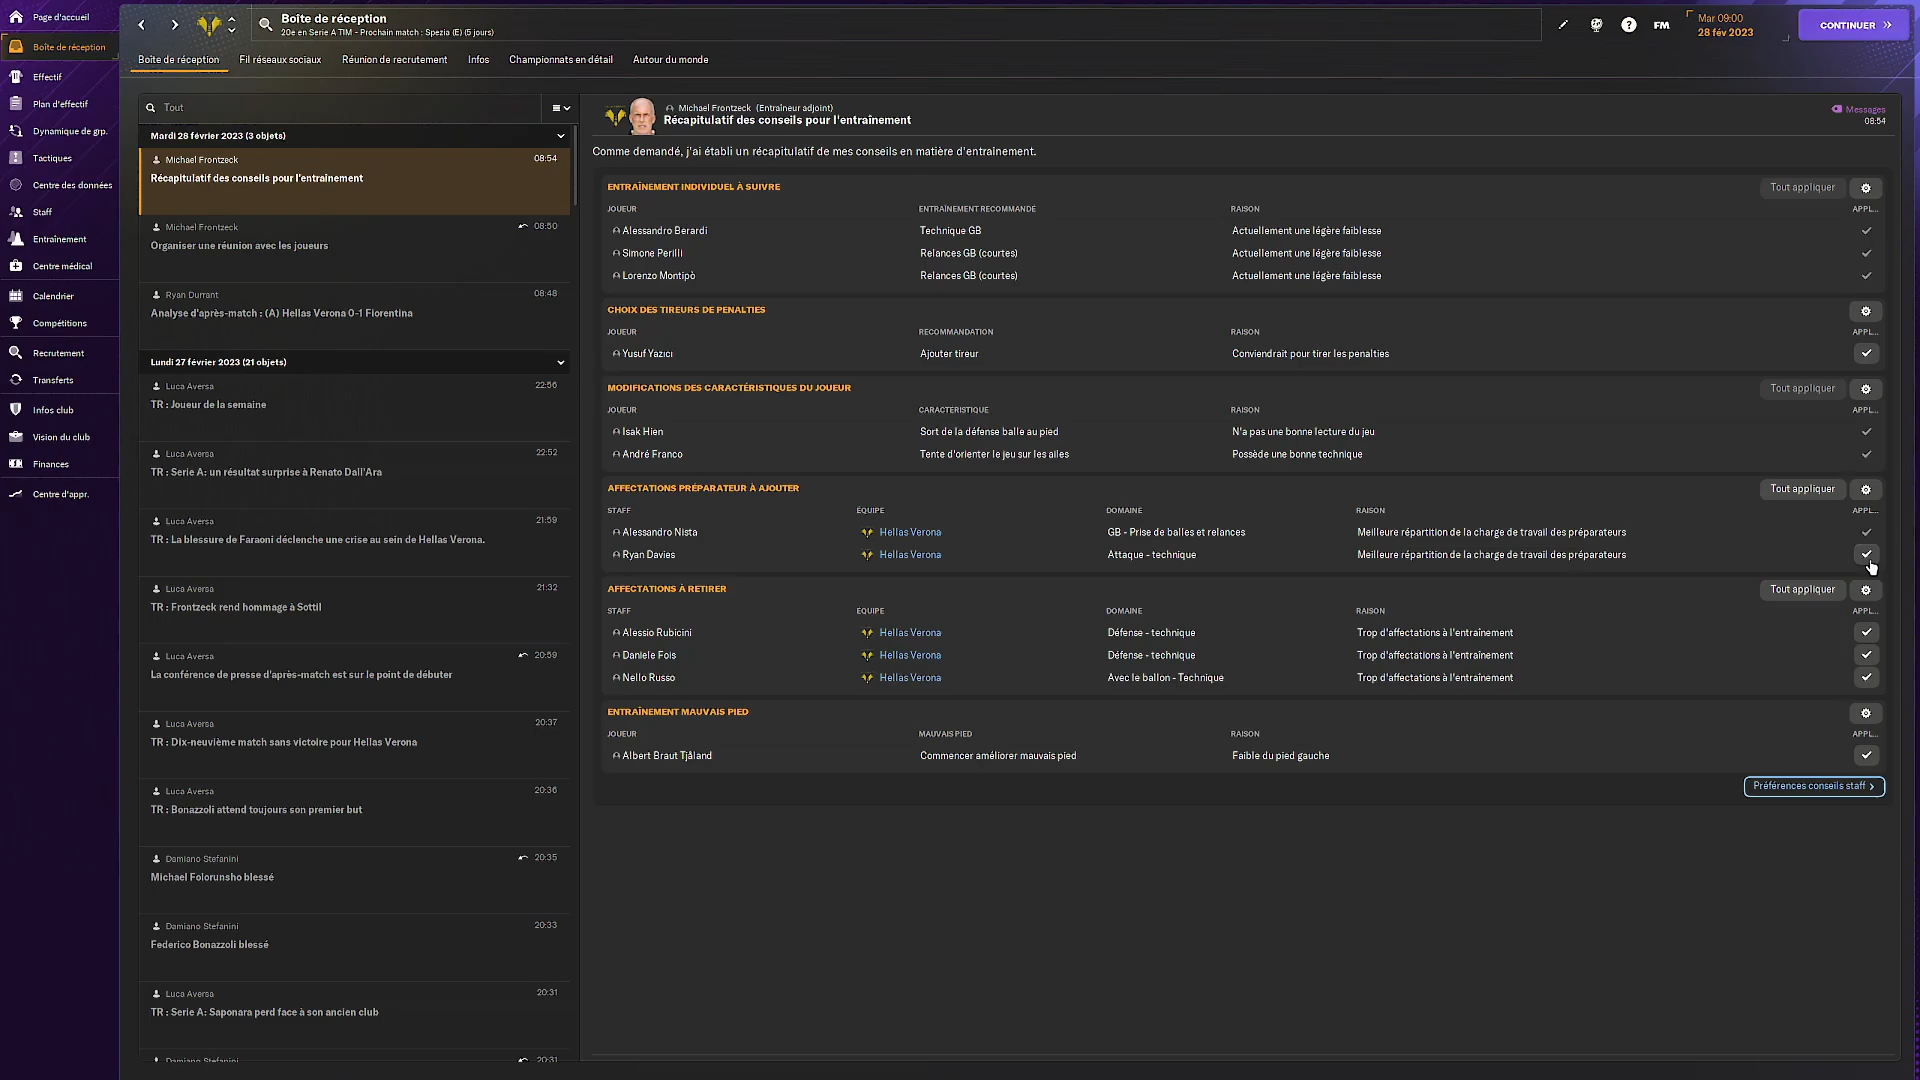 Page d'accueil
Boîte de réception
Effectif
Plan d'effectif
Dynamique de grp.
Tactiques
Centre des données
Staff
Entraînement
Centre médical
Calendrier
Compétitions
Recrutement
Transferts
Infos club
Vision du club
Finances
Centre d'appr.
Boîte de réception
20e en Serie A TIM - Prochain match : Spezia (E) (5 jours)
FM
Mar 09:00
28 fév 2023
CONTINUER
Boîte de réception Fil réseaux sociaux Réunion de recrutement Infos Championnats en détail Autour du monde
Tout
Mardi 28 février 2023 (3 objets)
Michael Frontzeck 08:54
Récapitulatif des conseils pour l'entraînement
Michael Frontzeck 08:50
Organiser une réunion avec les joueurs
Ryan Durrant 08:48
Analyse d'après-match : (A) Hellas Verona 0-1 Fiorentina
Lundi 27 février 2023 (21 objets)
Luca Aversa 22:56
TR : Joueur de la semaine
Luca Aversa 22:52
TR : Serie A: un résultat surprise à Renato Dall'Ara
Luca Aversa 21:59
TR : La blessure de Faraoni déclenche une crise au sein de Hellas Verona.
Luca Aversa 21:32
TR : Frontzeck rend hommage à Sottil
Luca Aversa 20:59
La conférence de presse d'après-match est sur le point de débuter
Luca Aversa 20:37
TR : Dix-neuvième match sans victoire pour Hellas Verona
Luca Aversa 20:36
TR : Bonazzoli attend toujours son premier but
Damiano Stefanini 20:35
Michael Folorunsho blessé
Damiano Stefanini 20:33
Federico Bonazzoli blessé
Luca Aversa 20:31
TR : Serie A: Saponara perd face à son ancien club
Damiano Stefanini 20:31
Michael Frontzeck (Entraîneur adjoint)
Récapitulatif des conseils pour l'entraînement
Messages
08:54
Comme demandé, j'ai établi un récapitulatif de mes conseils en matière d'entraînement.
ENTRAÎNEMENT INDIVIDUEL À SUIVRE Tout appliquer
JOUEUR ENTRAÎNEMENT RECOMMANDÉ RAISON APPL...
Alessandro Berardi Technique GB Actuellement une légère faiblesse
Simone Perilli Relances GB (courtes) Actuellement une légère faiblesse
Lorenzo Montipò Relances GB (courtes) Actuellement une légère faiblesse
CHOIX DES TIREURS DE PENALTIES
JOUEUR RECOMMANDATION RAISON APPL...
Yusuf Yazıcı Ajouter tireur Conviendrait pour tirer les penalties
MODIFICATIONS DES CARACTÉRISTIQUES DU JOUEUR Tout appliquer
JOUEUR CARACTÉRISTIQUE RAISON APPL...
Isak Hien Sort de la défense balle au pied N'a pas une bonne lecture du jeu
André Franco Tente d'orienter le jeu sur les ailes Possède une bonne technique
AFFECTATIONS PRÉPARATEUR À AJOUTER Tout appliquer
STAFF ÉQUIPE DOMAINE RAISON APPL...
Alessandro Nista Hellas Verona GB - Prise de balles et relances Meilleure répartition de la charge de travail des préparateurs
Ryan Davies Hellas Verona Attaque - technique Meilleure répartition de la charge de travail des préparateurs
AFFECTATIONS À RETIRER Tout appliquer
STAFF ÉQUIPE DOMAINE RAISON APPL...
Alessio Rubicini Hellas Verona Défense - technique Trop d'affectations à l'entraînement
Daniele Fois Hellas Verona Défense - technique Trop d'affectations à l'entraînement
Nello Russo Hellas Verona Avec le ballon - Technique Trop d'affectations à l'entraînement
ENTRAÎNEMENT MAUVAIS PIED
JOUEUR MAUVAIS PIED RAISON APPL...
Albert Braut Tjåland Commencer améliorer mauvais pied Faible du pied gauche
Préférences conseils staff >